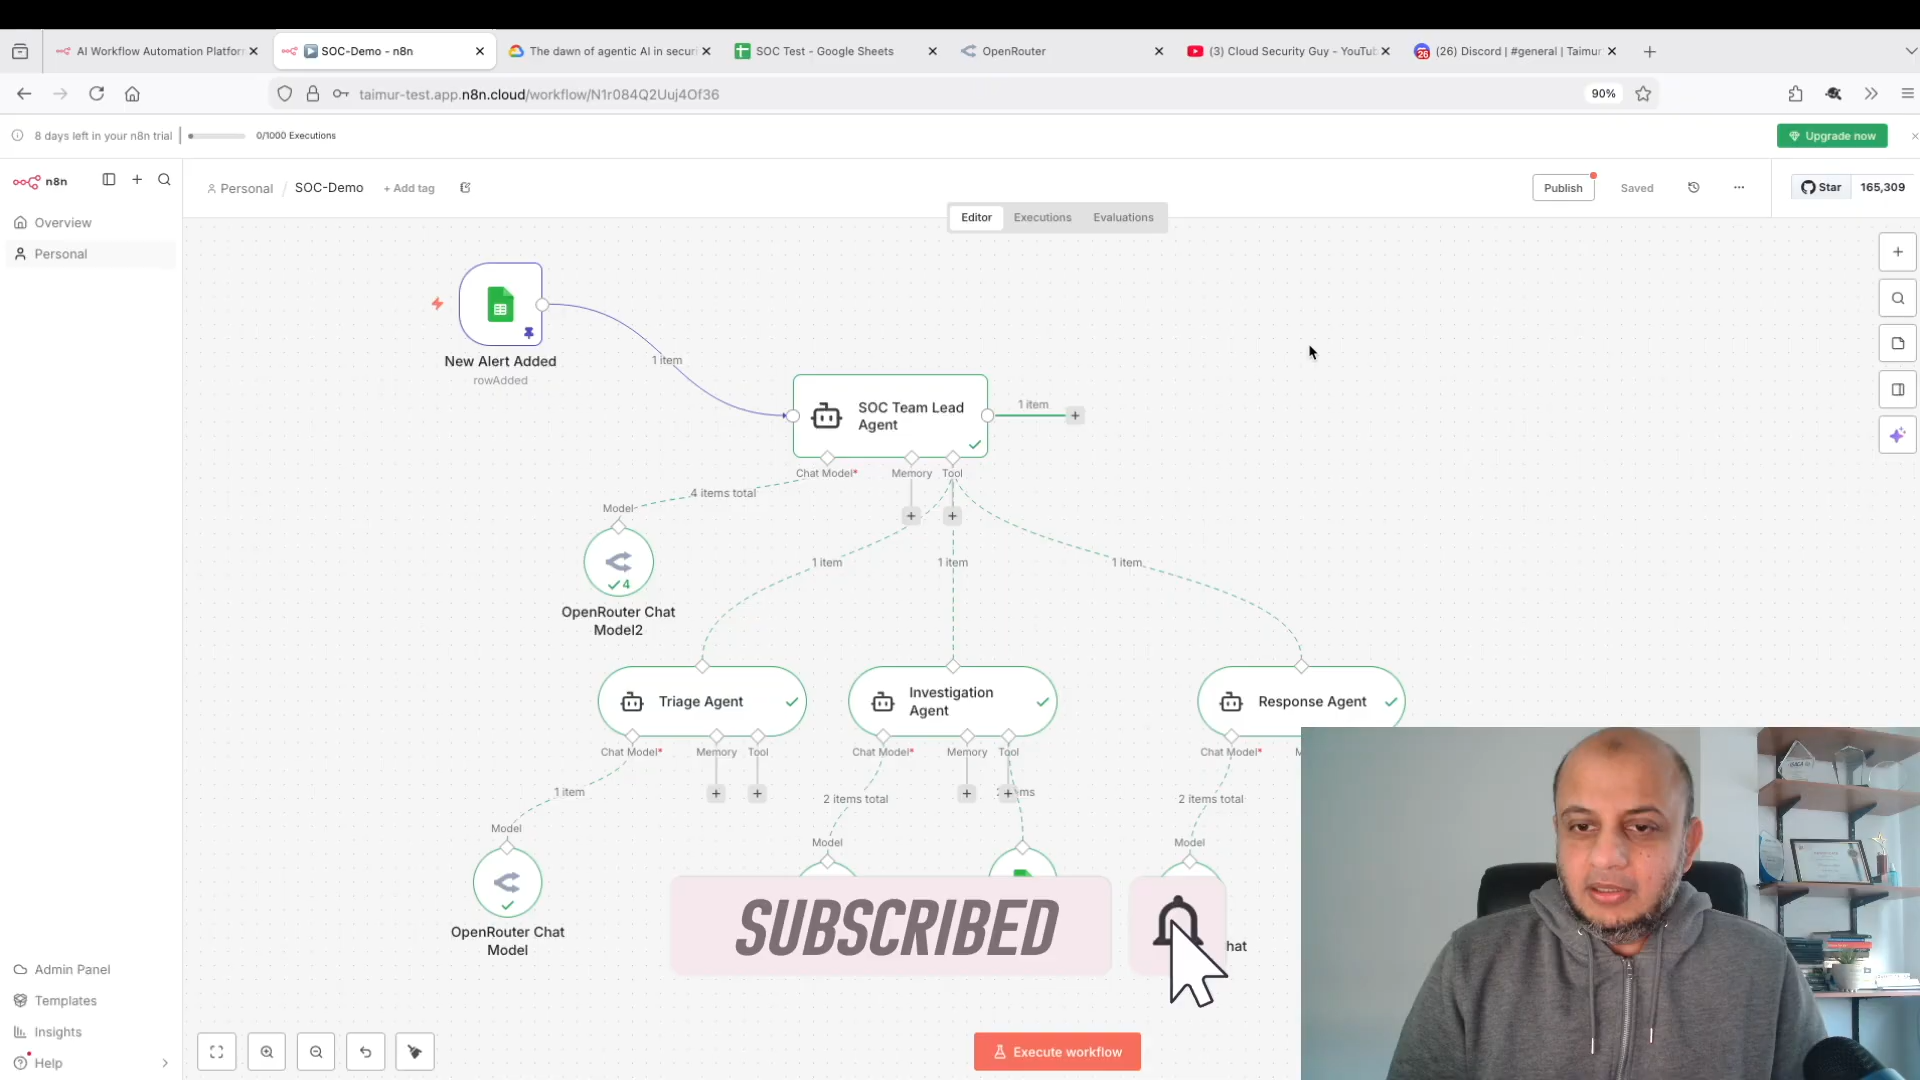 AI Workflow Automation Platfor
SOC-Demo - n8n
The dawn of agentic AI in securi
SOC Test - Google Sheets
OpenRouter
(3) Cloud Security Guy - YouTub
(26) Discord | #general | Taimur
taimur-test.app.n8n.cloud/workflow/N1r084Q2Uuj4Of36
90%
8 days left in your n8n trial
0/1000 Executions
Upgrade now
n8n
Personal / SOC-Demo + Add tag
Publish
Saved
Star 165,309
Overview
Personal
Editor
Executions
Evaluations
New Alert Added
rowAdded
1 item
SOC Team Lead
Agent
1 item
Chat Model*
Memory
Tool
4 items total
Model
OpenRouter Chat
Model2
1 item
1 item
1 item
Triage Agent
Investigation
Agent
Response Agent
Chat Model*
Memory
Tool
Chat Model*
Memory
Tool
Chat Model*
M
1 item
2 items total
ms
2 items total
Model
Model
Model
4
OpenRouter Chat
Model
SUBSCRIBED
hat
Admin Panel
Templates
Insights
Help
Execute workflow